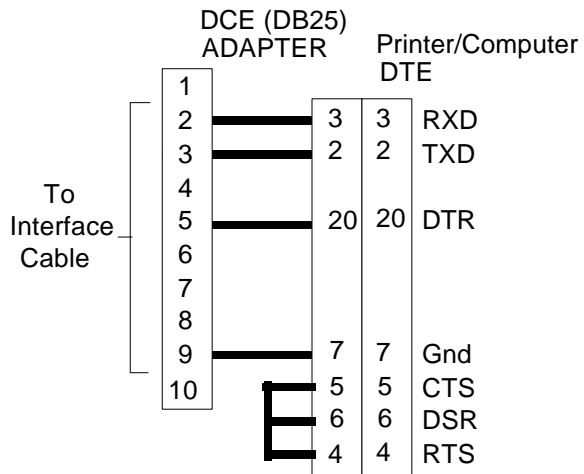 DCE (DB25)
ADAPTER
Printer/Computer
DTE
1
2 3 3 RXD
3 2 2 TXD
4
To
Interface
Cable
5 20 20 DTR
6
7
8
9 7 7 Gnd
10 5 5 CTS
6 6 DSR
4 4 RTS